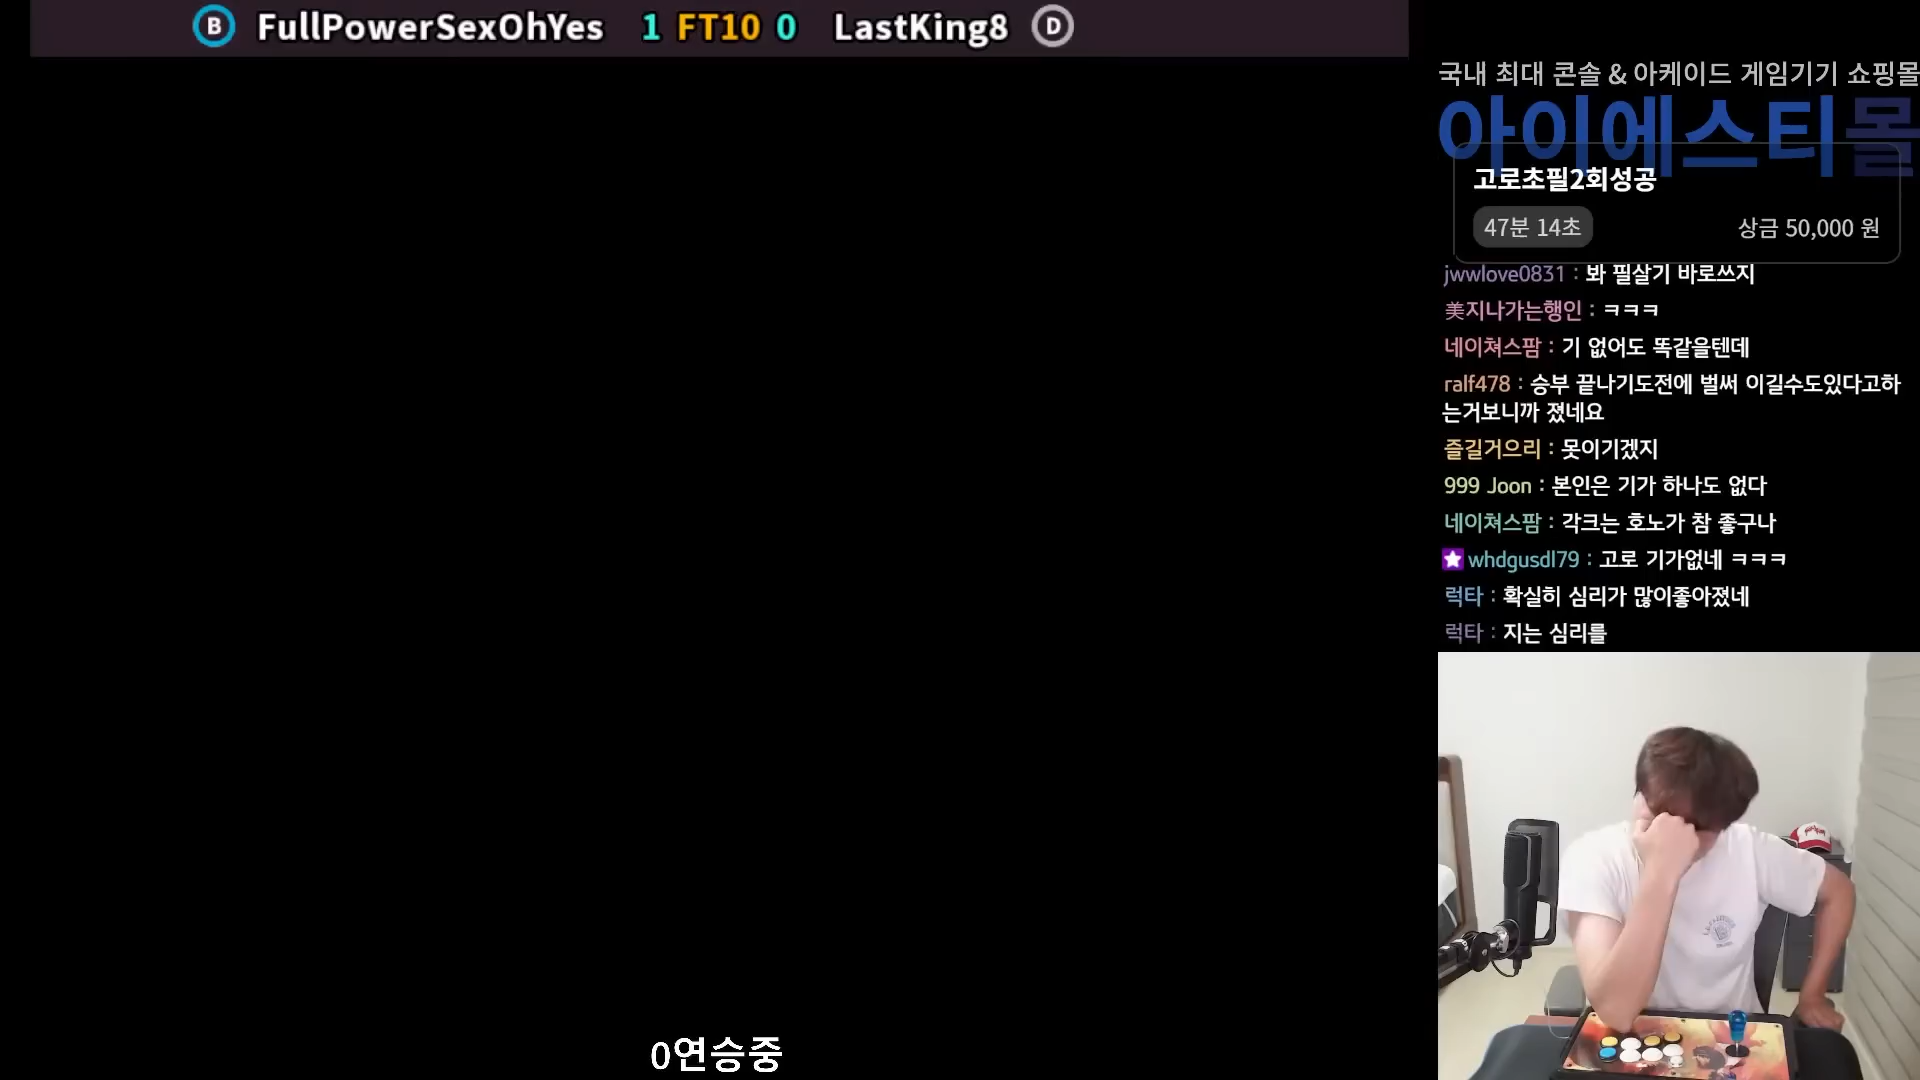 B FullPowerSexOhYes 1 FT10 0 LastKing8 D
국내 최대 콘솔 & 아케이드 게임기기 쇼핑몰
아이에스티몰
고로초필2회성공
47분 14초 상금 50,000 원
jwwlove0831 : 봐 필살기 바로쓰지
美지나가는행인 : ㅋㅋㅋ
네이쳐스팜 : 기 없어도 똑같을텐데
ralf478 : 승부 끝나기도전에 벌써 이길수도있다고하
는거보니까 졌네요
즐길거으리 : 못이기겠지
999 Joon : 본인은 기가 하나도 없다
네이쳐스팜 : 각크는 호노가 참 좋구나
whdgusdl79 : 고로 기가없네 ㅋㅋㅋ
럭타 : 확실히 심리가 많이좋아졌네
럭타 : 지는 심리를
0연승중